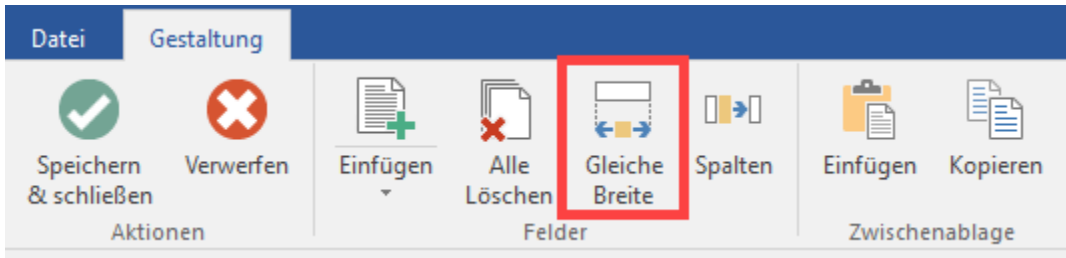 Datei Gestaltung
Speichern
& schließen
Verwerfen
Einfügen
Alle
Löschen
Gleiche
Breite
Spalten
Einfügen
Kopieren
Aktionen
Felder
Zwischenablage